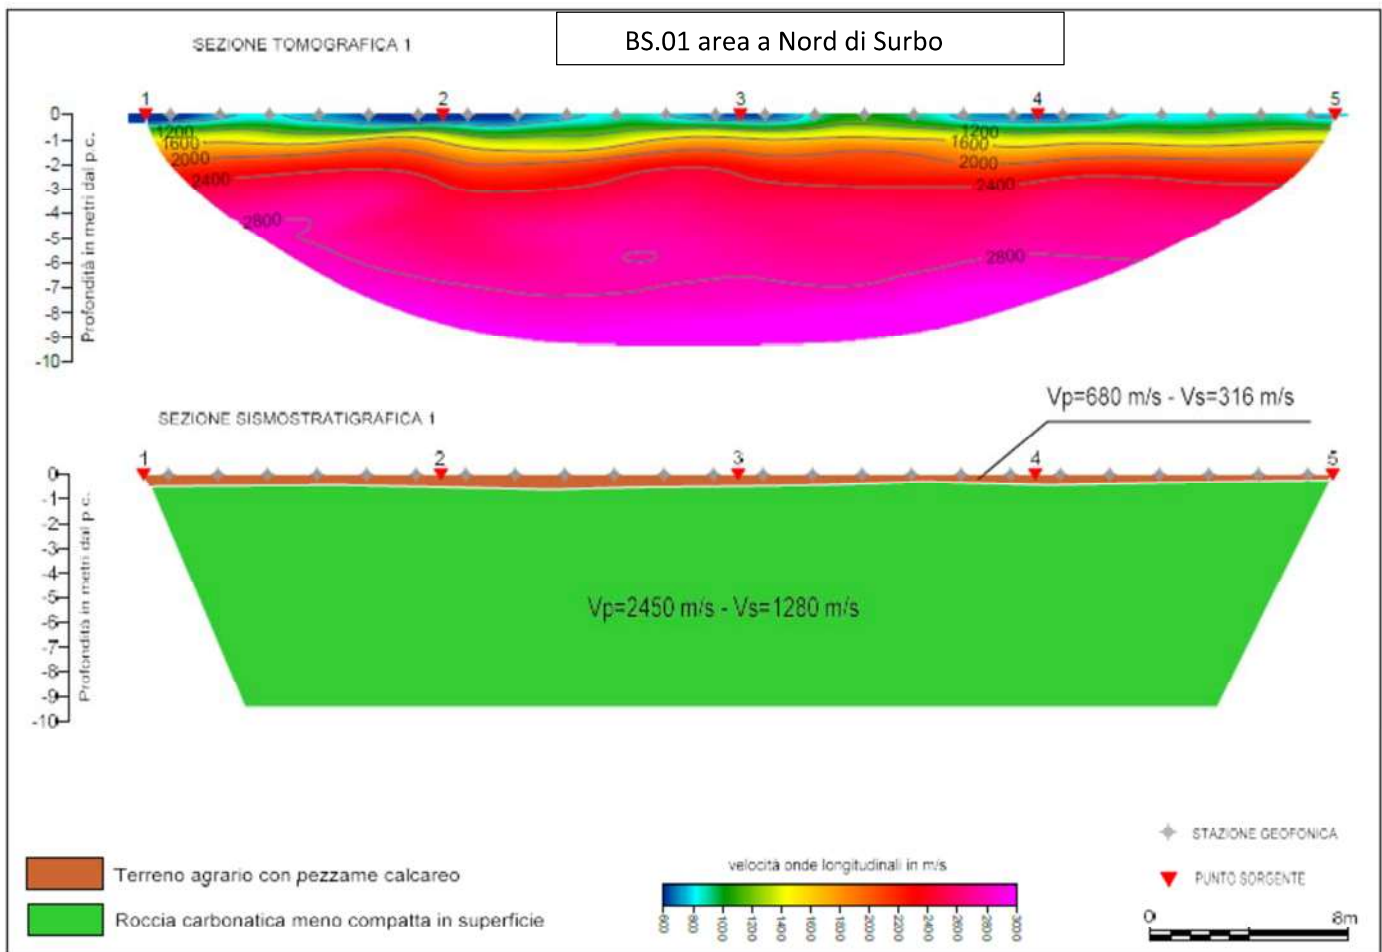 SEZIONE TOMOGRAFICA 1
BS.01 area a Nord di Surbo
1 2 3 4 5
0
-1
-2
-3
-4
-5
-6
-7
-8
-9
-10
Profondità in metri dal p.c.
1200
1600
2000
2400
2800
1200
1600
2000
2400
2800
SEZIONE SISMOSTRATIGRAFICA 1
Vp=680 m/s - Vs=316 m/s
1 2 3 4 5
0
-1
-2
-3
-4
-5
-6
-7
-8
-9
-10
Profondità in metri dal p.c.
Vp=2450 m/s - Vs=1280 m/s
Terreno agrario con pezzame calcareo
Roccia carbonatica meno compatta in superficie
velocità onde longitudinali in m/s
600 800 1000 1200 1400 1600 1800 2000 2200 2400 2600 2800 3000
STAZIONE GEOFONICA
PUNTO SORGENTE
0 8m